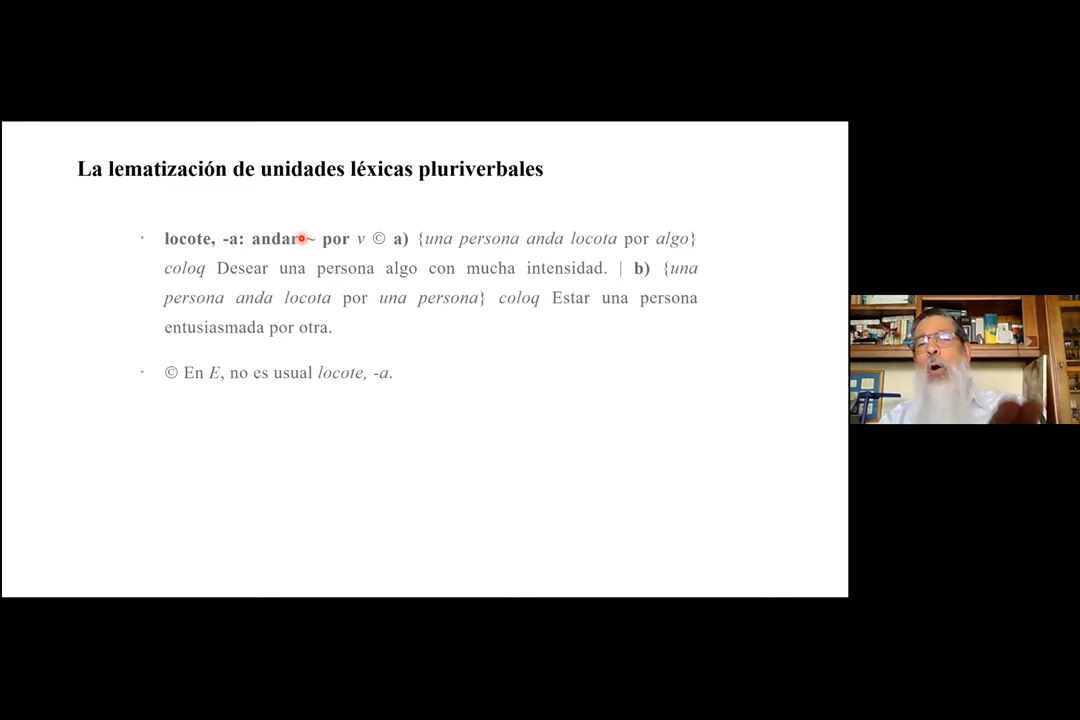 La lematización de unidades léxicas pluriverbales
· locote, -a: andar ~ por v © a) {una persona anda locota por algo}
coloq Desear una persona algo con mucha intensidad. | b) {una
persona anda locota por una persona} coloq Estar una persona
entusiasmada por otra.
· © En E, no es usual locote, -a.